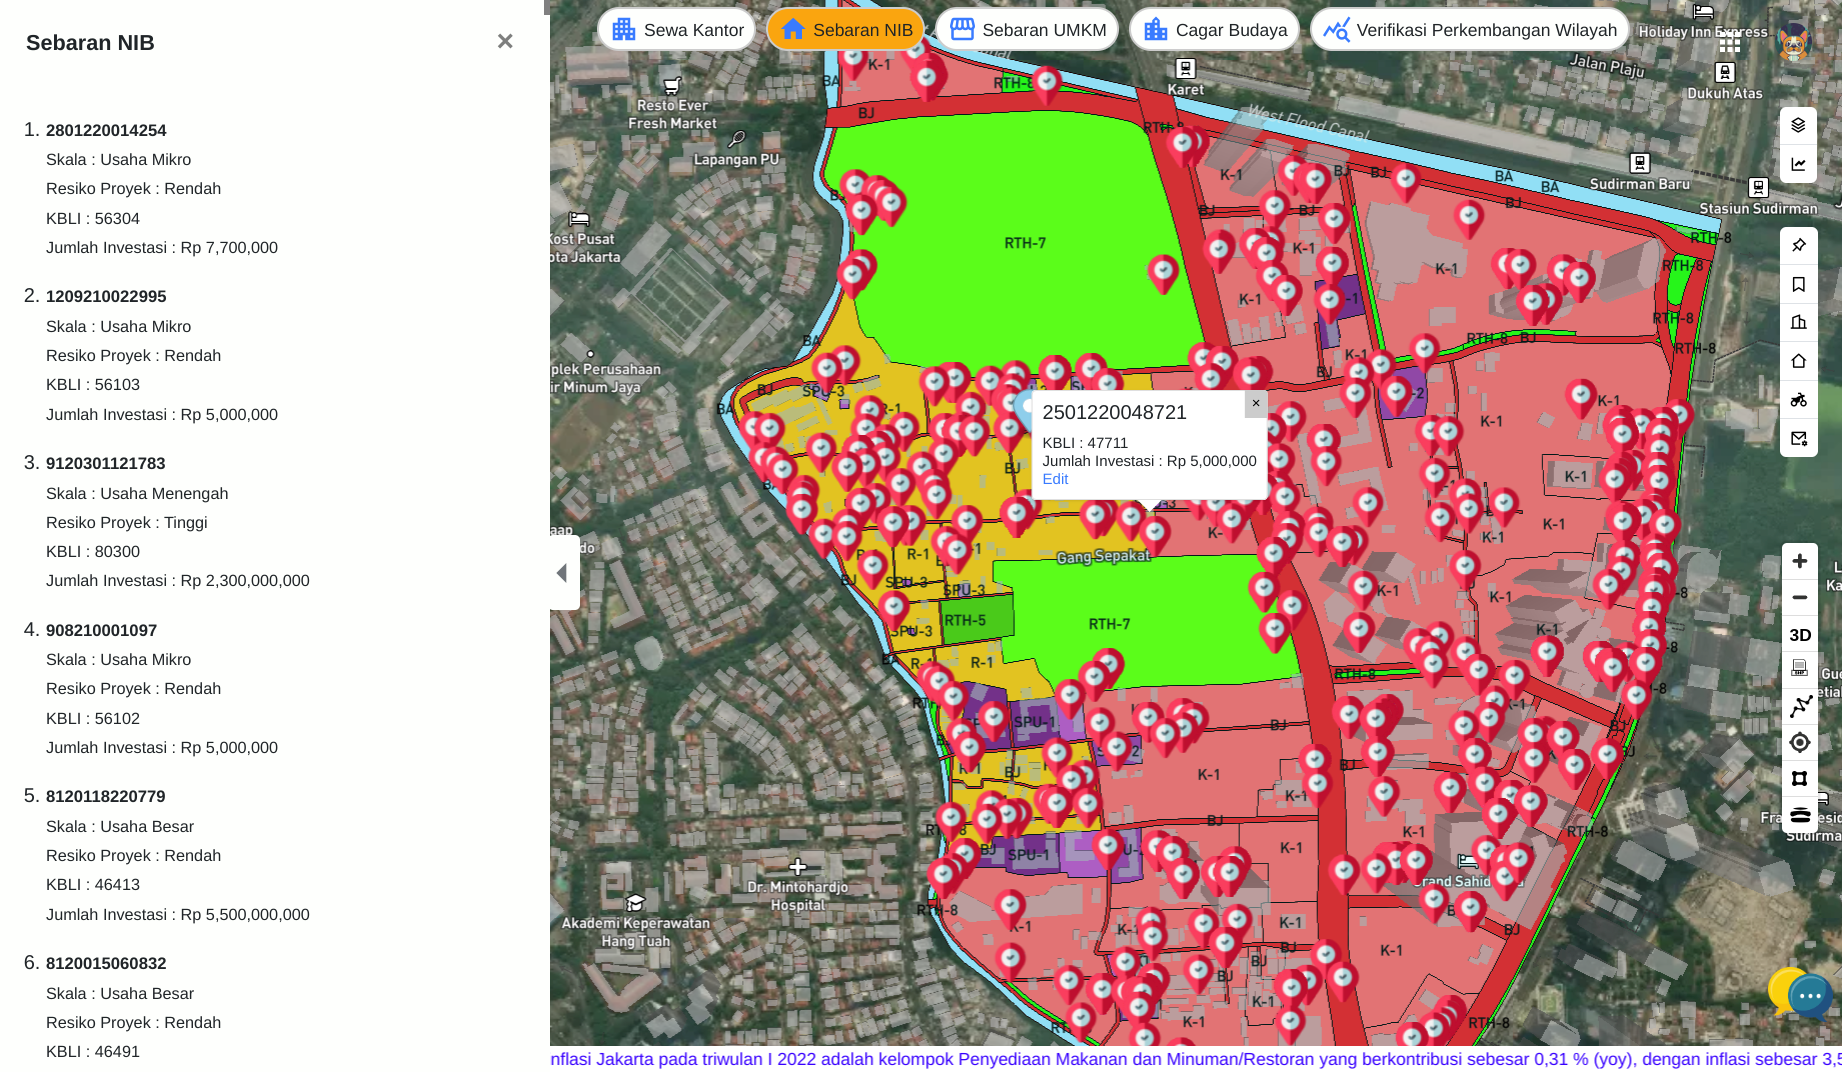 Sebaran NIB
×
1. 2801220014254
Skala : Usaha Mikro
Resiko Proyek : Rendah
KBLI : 56304
Jumlah Investasi : Rp 7,700,000
2. 1209210022995
Skala : Usaha Mikro
Resiko Proyek : Rendah
KBLI : 56103
Jumlah Investasi : Rp 5,000,000
3. 9120301121783
Skala : Usaha Menengah
Resiko Proyek : Tinggi
KBLI : 80300
Jumlah Investasi : Rp 2,300,000,000
4. 908210001097
Skala : Usaha Mikro
Resiko Proyek : Rendah
KBLI : 56102
Jumlah Investasi : Rp 5,000,000
5. 8120118220779
Skala : Usaha Besar
Resiko Proyek : Rendah
KBLI : 46413
Jumlah Investasi : Rp 5,500,000,000
6. 8120015060832
Skala : Usaha Besar
Resiko Proyek : Rendah
KBLI : 46491
Sewa Kantor
Sebaran NIB
Sebaran UMKM
Cagar Budaya
Verifikasi Perkembangan Wilayah
Holiday Inn Express
Jalan Plaju
Dukuh Atas
Karet
West Flood Canal
Sudirman Baru
Stasiun Sudirman
Resto Ever
Fresh Market
Lapangan PU
Kost Pusat
ota Jakarta
plek Perusahaan
ir Minum Jaya
K-1
BA
BJ
RTH-8
RTH-7
2501220048721
×
KBLI : 47711
Jumlah Investasi : Rp 5,000,000
Edit
SPU-3
R-1
Gang Sepakat
RTH-5
RTH-7
SPU-1
SPU-1
Dr. Mintohardjo
Hospital
Akademi Keperawatan
Hang Tuah
Grand Sahid
3D
nflasi Jakarta pada triwulan I 2022 adalah kelompok Penyediaan Makanan dan Minuman/Restoran yang berkontribusi sebesar 0,31 % (yoy), dengan inflasi sebesar 3,5